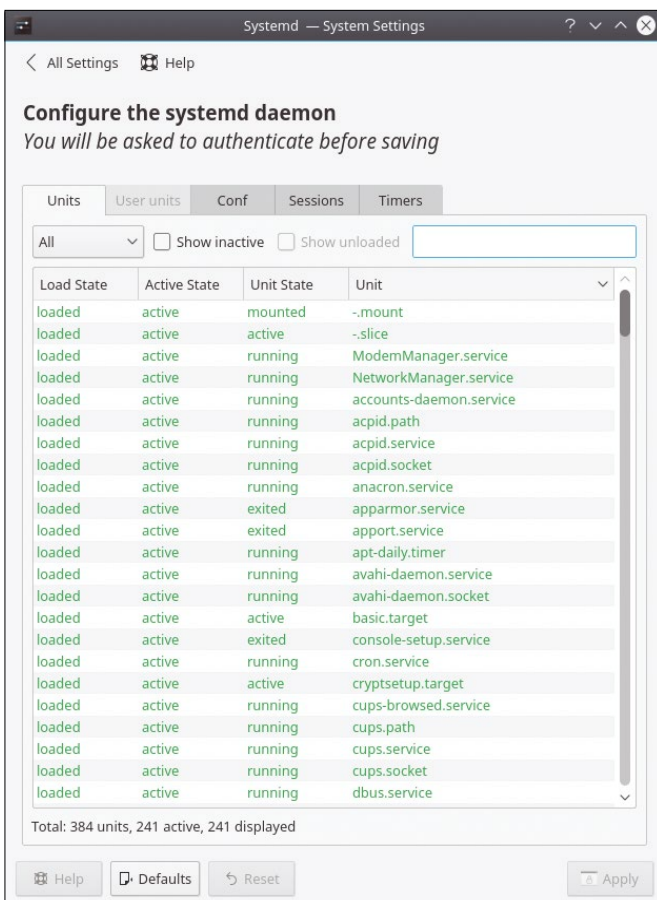 Systemd — System Settings
All Settings Help
Configure the systemd daemon
You will be asked to authenticate before saving
Units User units Conf Sessions Timers
All Show inactive Show unloaded
Load State Active State Unit State Unit
loaded active mounted -.mount
loaded active active -.slice
loaded active running ModemManager.service
loaded active running NetworkManager.service
loaded active running accounts-daemon.service
loaded active running acpid.path
loaded active running acpid.service
loaded active running acpid.socket
loaded active running anacron.service
loaded active exited apparmor.service
loaded active exited apport.service
loaded active running apt-daily.timer
loaded active running avahi-daemon.service
loaded active running avahi-daemon.socket
loaded active active basic.target
loaded active exited console-setup.service
loaded active running cron.service
loaded active active cryptsetup.target
loaded active running cups-browsed.service
loaded active running cups.path
loaded active running cups.service
loaded active running cups.socket
loaded active running dbus.service
Total: 384 units, 241 active, 241 displayed
Help Defaults Reset Apply